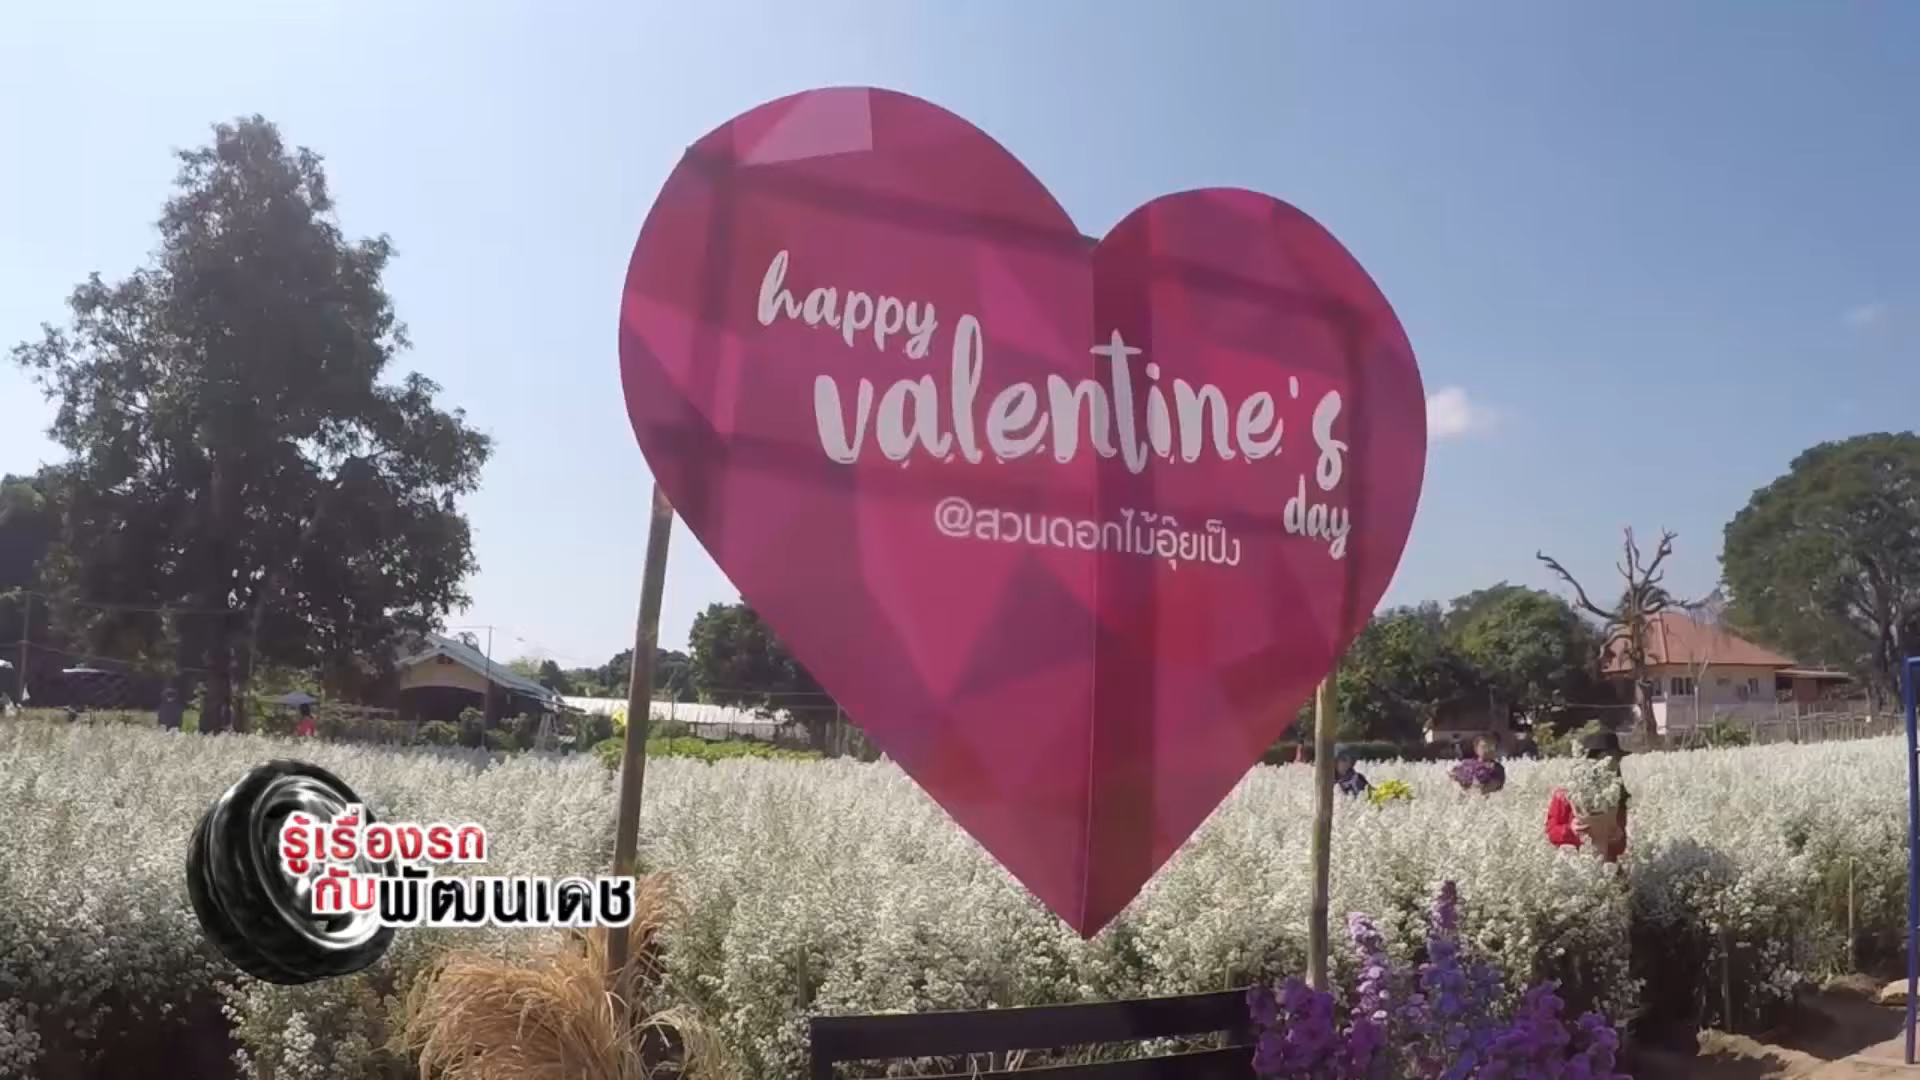 happy
valentine's
day
@สวนดอกไม้อุ๊ยเป็ง
รู้เรื่องรถ
กับพัฒนเดช